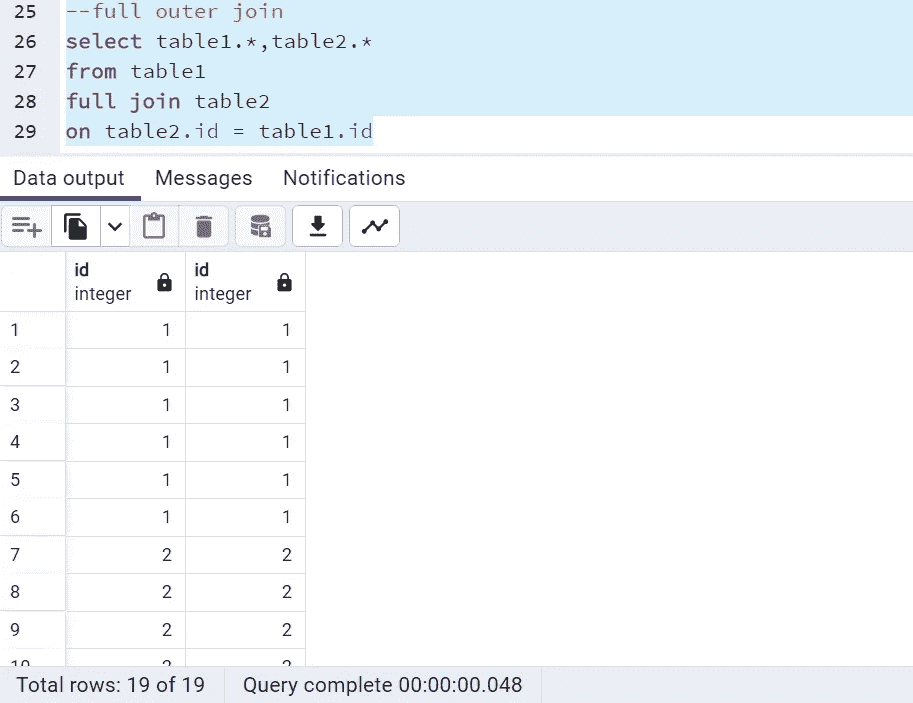 25 --full outer join
26 select table1.*,table2.*
27 from table1
28 full join table2
29 on table2.id = table1.id
Data output Messages Notifications
id id
integer integer
1 1 1
2 1 1
3 1 1
4 1 1
5 1 1
6 1 1
7 2 2
8 2 2
9 2 2
10 2 2
Total rows: 19 of 19 Query complete 00:00:00.048